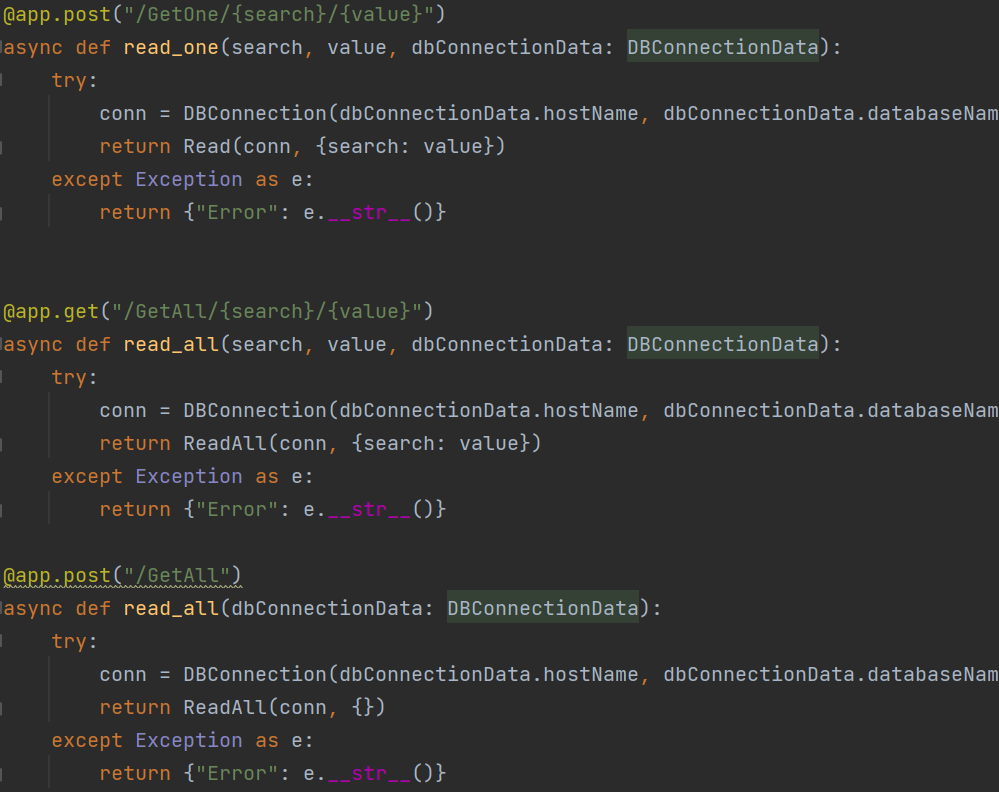 @app.post("/GetOne/{search}/{value}")
async def read_one(search, value, dbConnectionData: DBConnectionData):
    try:
        conn = DBConnection(dbConnectionData.hostName, dbConnectionData.databaseNam
        return Read(conn, {search: value})
    except Exception as e:
        return {"Error": e.__str__()}
@app.get("/GetAll/{search}/{value}")
async def read_all(search, value, dbConnectionData: DBConnectionData):
    try:
        conn = DBConnection(dbConnectionData.hostName, dbConnectionData.databaseNam
        return ReadAll(conn, {search: value})
    except Exception as e:
        return {"Error": e.__str__()}
@app.post("/GetAll")
async def read_all(dbConnectionData: DBConnectionData):
    try:
        conn = DBConnection(dbConnectionData.hostName, dbConnectionData.databaseNam
        return ReadAll(conn, {})
    except Exception as e:
        return {"Error": e.__str__()}